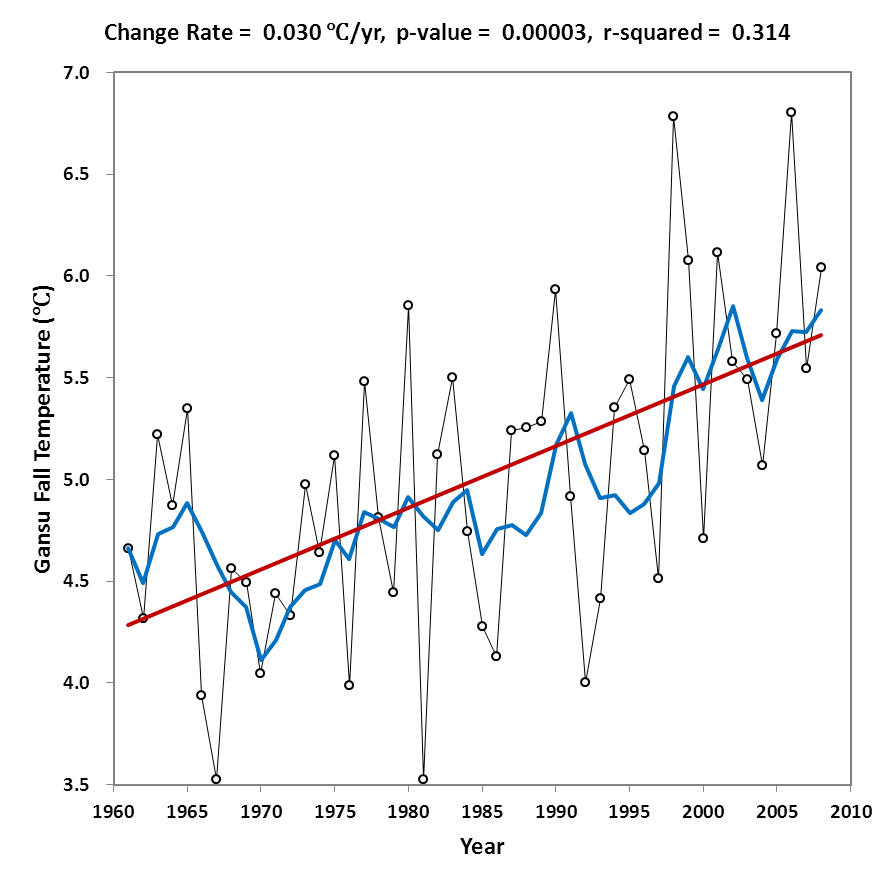 Change Rate = 0.030 ℃/yr, p-value = 0.00003, r-squared = 0.314
7.0
6.5
6.0
5.5
5.0
4.5
4.0
3.5
Gansu Fall Temperature (℃)
1960 1965 1970 1975 1980 1985 1990 1995 2000 2005 2010
Year